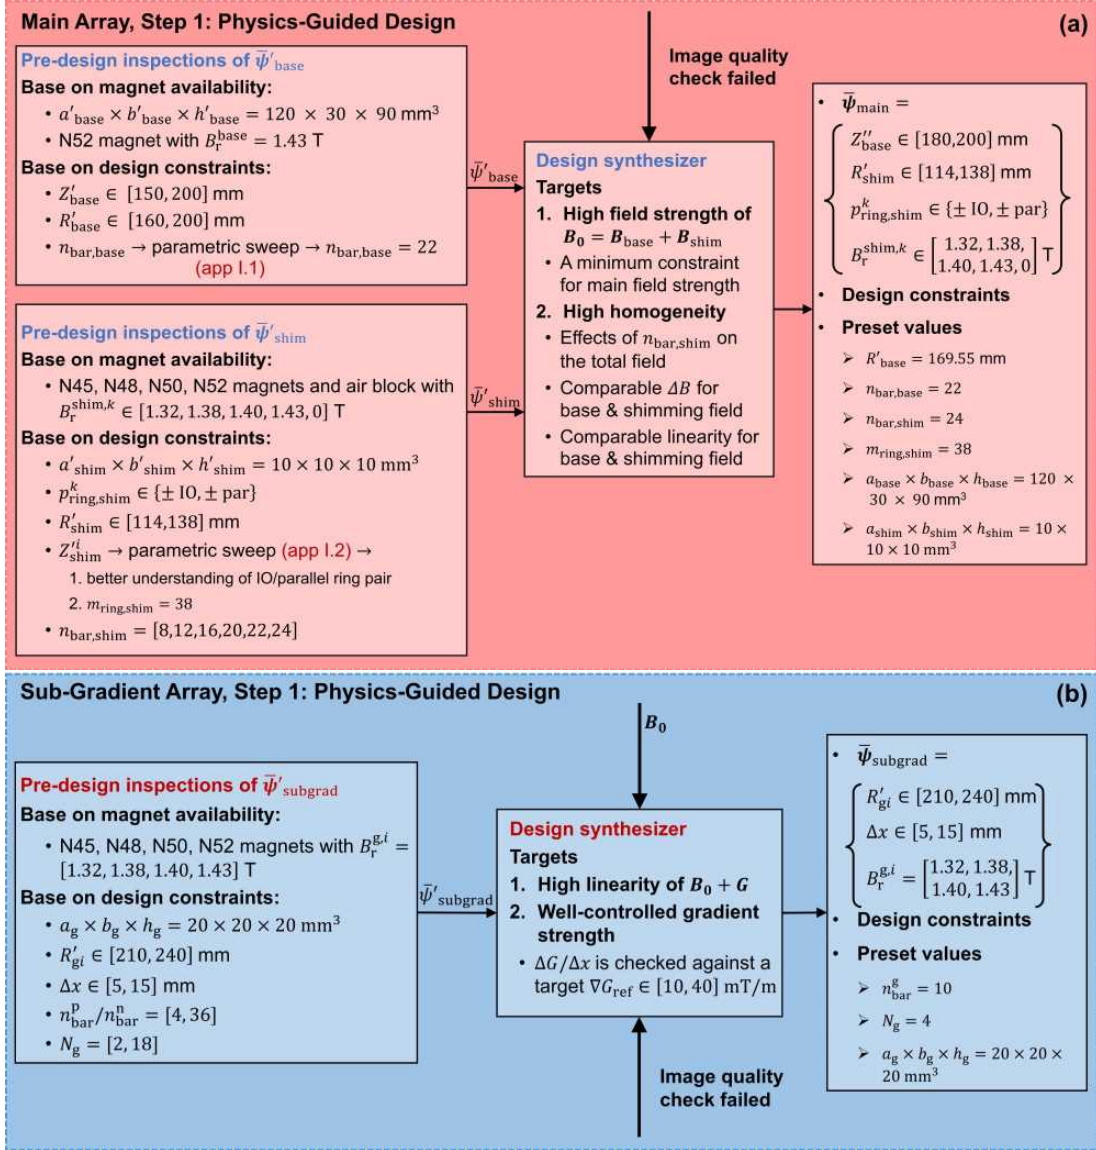 Main Array, Step 1: Physics-Guided Design
(a)
Pre-design inspections of ψ̄′base
Base on magnet availability:
• a′base × b′base × h′base = 120 × 30 × 90 mm³
• N52 magnet with Br^base = 1.43 T
Base on design constraints:
• Z′base ∈ [150,200] mm
• R′base ∈ [160,200] mm
• nbar,base → parametric sweep → nbar,base = 22
(app I.1)
Pre-design inspections of ψ̄′shim
Base on magnet availability:
• N45, N48, N50, N52 magnets and air block with
Br^shim,k ∈ [1.32, 1.38, 1.40, 1.43, 0] T
Base on design constraints:
• a′shim × b′shim × h′shim = 10 × 10 × 10 mm³
• p^k ring,shim ∈ {± IO, ± par}
• R′shim ∈ [114,138] mm
• Z′^i shim → parametric sweep (app I.2) →
1. better understanding of IO/parallel ring pair
2. mring,shim = 38
• nbar,shim = [8,12,16,20,22,24]
ψ̄′base
ψ̄′shim
Image quality
check failed
Design synthesizer
Targets
1. High field strength of
B0 = Bbase + Bshim
• A minimum constraint
for main field strength
2. High homogeneity
• Effects of nbar,shim on
the total field
• Comparable ΔB for
base & shimming field
• Comparable linearity for
base & shimming field
• ψ̄main =
Z″base ∈ [180,200] mm
R′shim ∈ [114,138] mm
p^k ring,shim ∈ {± IO, ± par}
Br^shim,k ∈ [1.32, 1.38,
1.40, 1.43, 0] T
• Design constraints
• Preset values
➢ R′base = 169.55 mm
➢ nbar,base = 22
➢ nbar,shim = 24
➢ mring,shim = 38
➢ abase × bbase × hbase = 120 ×
30 × 90 mm³
➢ ashim × bshim × hshim = 10 ×
10 × 10 mm³
Sub-Gradient Array, Step 1: Physics-Guided Design
(b)
Pre-design inspections of ψ̄′subgrad
Base on magnet availability:
• N45, N48, N50, N52 magnets with Br^g,i =
[1.32, 1.38, 1.40, 1.43] T
Base on design constraints:
• ag × bg × hg = 20 × 20 × 20 mm³
• R′gi ∈ [210, 240] mm
• Δx ∈ [5, 15] mm
• n^p bar/n^n bar = [4, 36]
• Ng = [2, 18]
ψ̄′subgrad
B0
Design synthesizer
Targets
1. High linearity of B0 + G
2. Well-controlled gradient
strength
• ΔG/Δx is checked against a
target ∇Gref ∈ [10, 40] mT/m
Image quality
check failed
• ψ̄subgrad =
R′gi ∈ [210, 240] mm
Δx ∈ [5, 15] mm
Br^g,i = [1.32, 1.38,
1.40, 1.43] T
• Design constraints
• Preset values
➢ n^g bar = 10
➢ Ng = 4
➢ ag × bg × hg = 20 × 20 ×
20 mm³